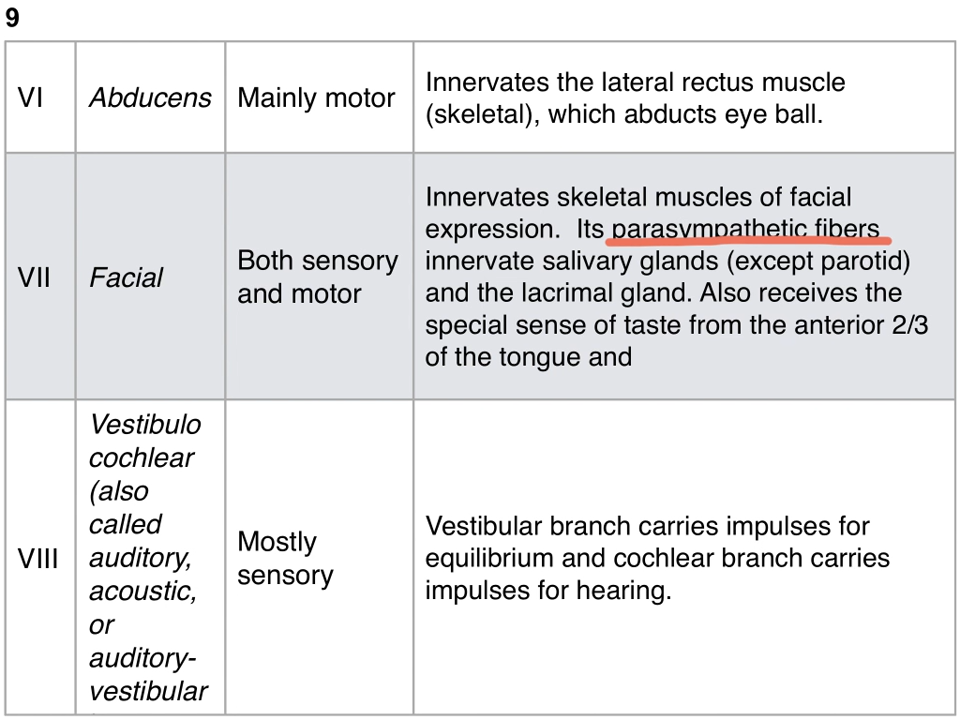 9
VI
Abducens
Mainly motor
Innervates the lateral rectus muscle
(skeletal), which abducts eye ball.
VII
Facial
Both sensory
and motor
Innervates skeletal muscles of facial
expression.  Its parasympathetic fibers
innervate salivary glands (except parotid)
and the lacrimal gland. Also receives the
special sense of taste from the anterior 2/3
of the tongue and
VIII
Vestibulo
cochlear
(also
called
auditory,
acoustic,
or
auditory-
vestibular
Mostly
sensory
Vestibular branch carries impulses for
equilibrium and cochlear branch carries
impulses for hearing.